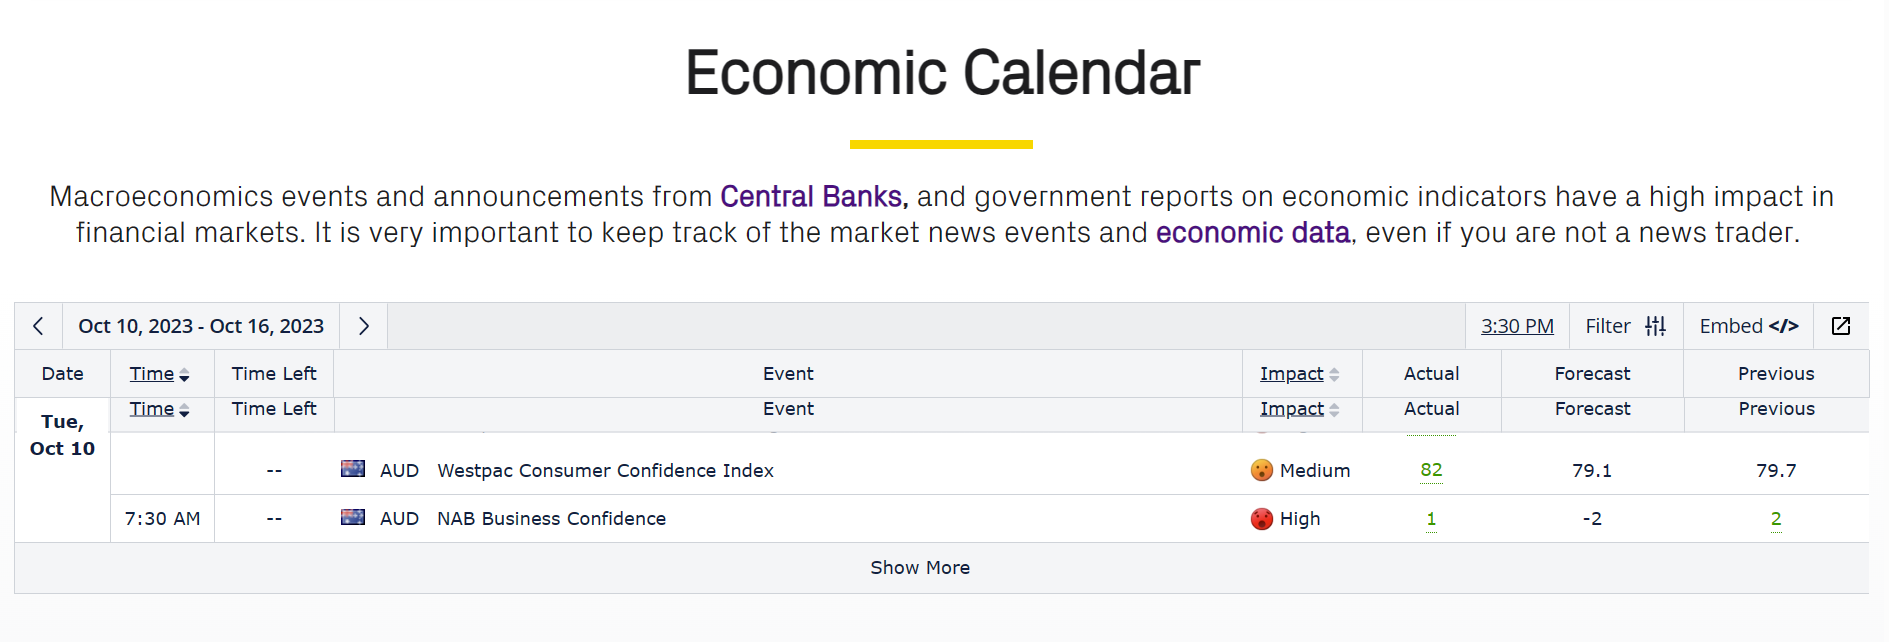 Economic Calendar
Macroeconomics events and announcements from Central Banks, and government reports on economic indicators have a high impact in
financial markets. It is very important to keep track of the market news events and economic data, even if you are not a news trader.
Oct 10, 2023 - Oct 16, 2023 3:30 PM Filter Embed </>
Date Time Time Left Event Impact Actual Forecast Previous
Time Time Left Event Impact Actual Forecast Previous
Tue,
Oct 10
-- AUD Westpac Consumer Confidence Index Medium 82 79.1 79.7
7:30 AM -- AUD NAB Business Confidence High 1 -2 2
Show More